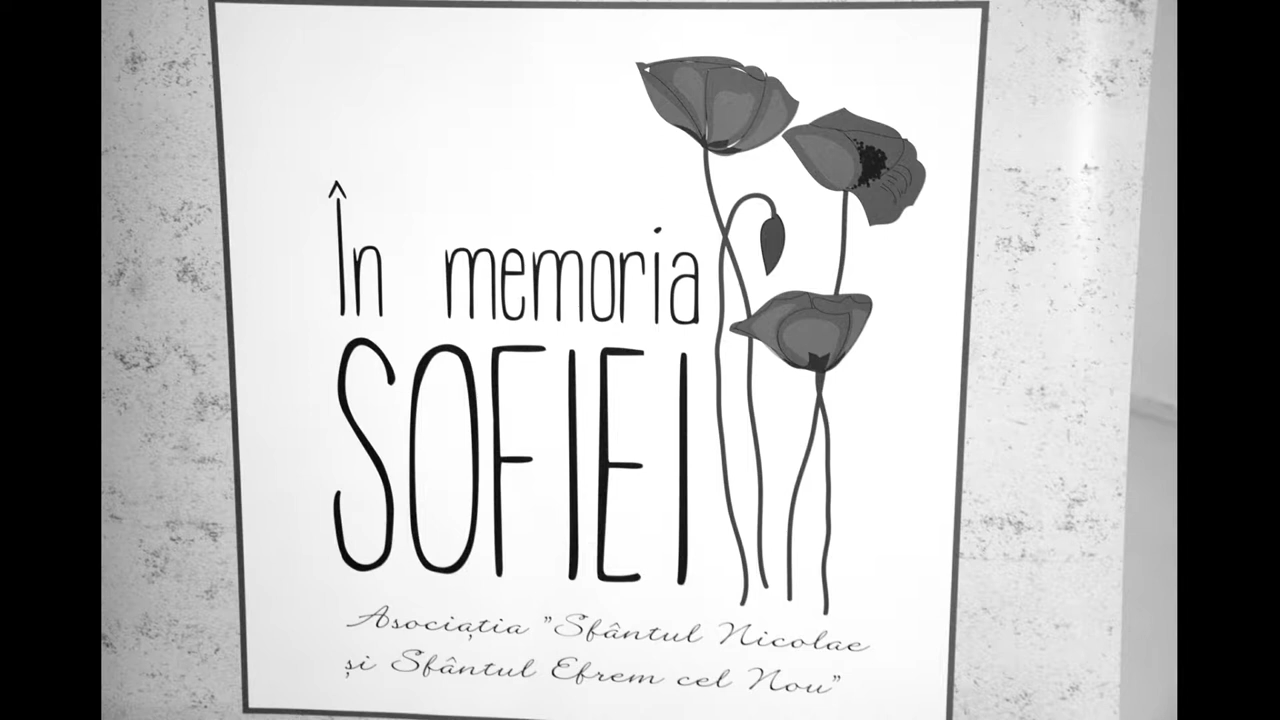 În memoria
SOFIEI
Asociația "Sfântul Nicolae
și Sfântul Efrem cel Nou"